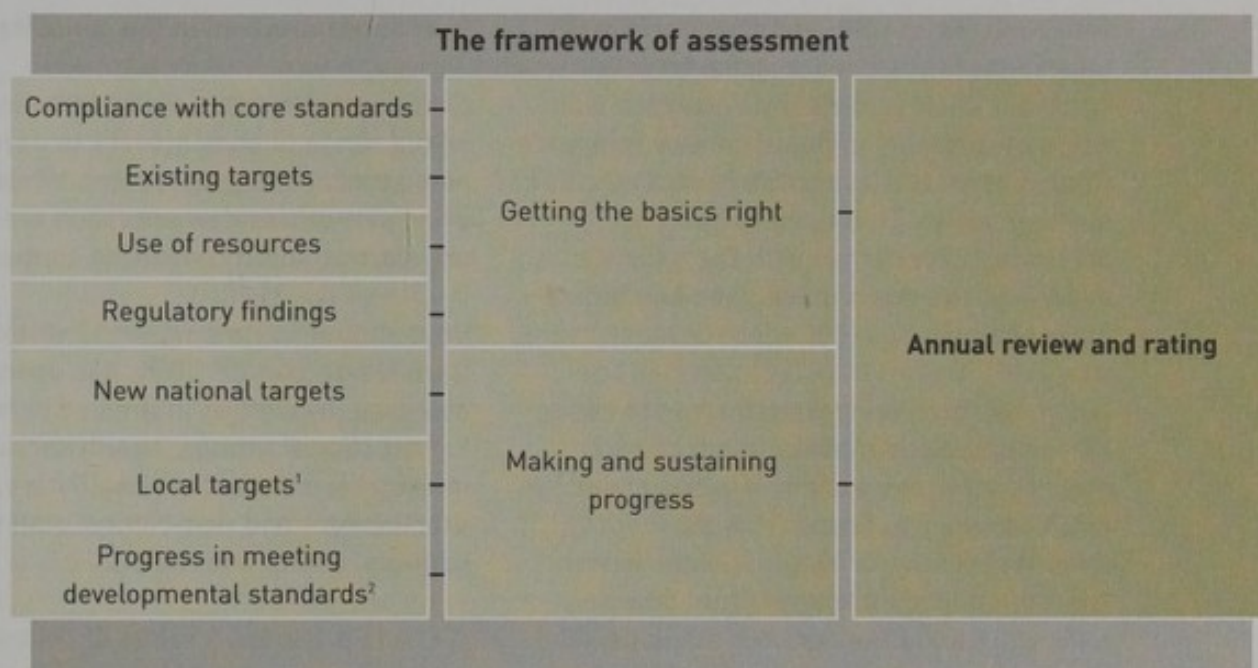 The framework of assessment
Compliance with core standards
Existing targets
Use of resources
Regulatory findings
New national targets
Local targets¹
Progress in meeting
developmental standards²
Getting the basics right
Making and sustaining
progress
Annual review and rating